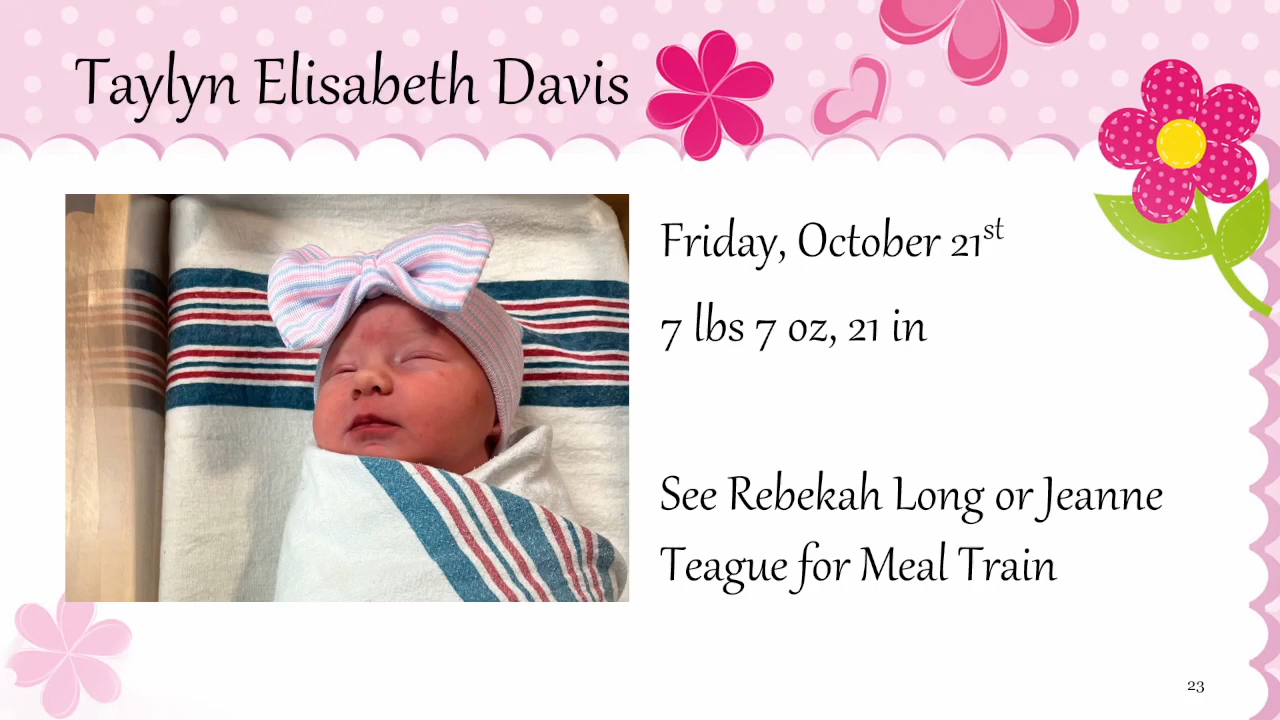 Taylyn Elisabeth Davis
Friday, October 21st
7 lbs 7 oz, 21 in
See Rebekah Long or Jeanne
Teague for Meal Train
23